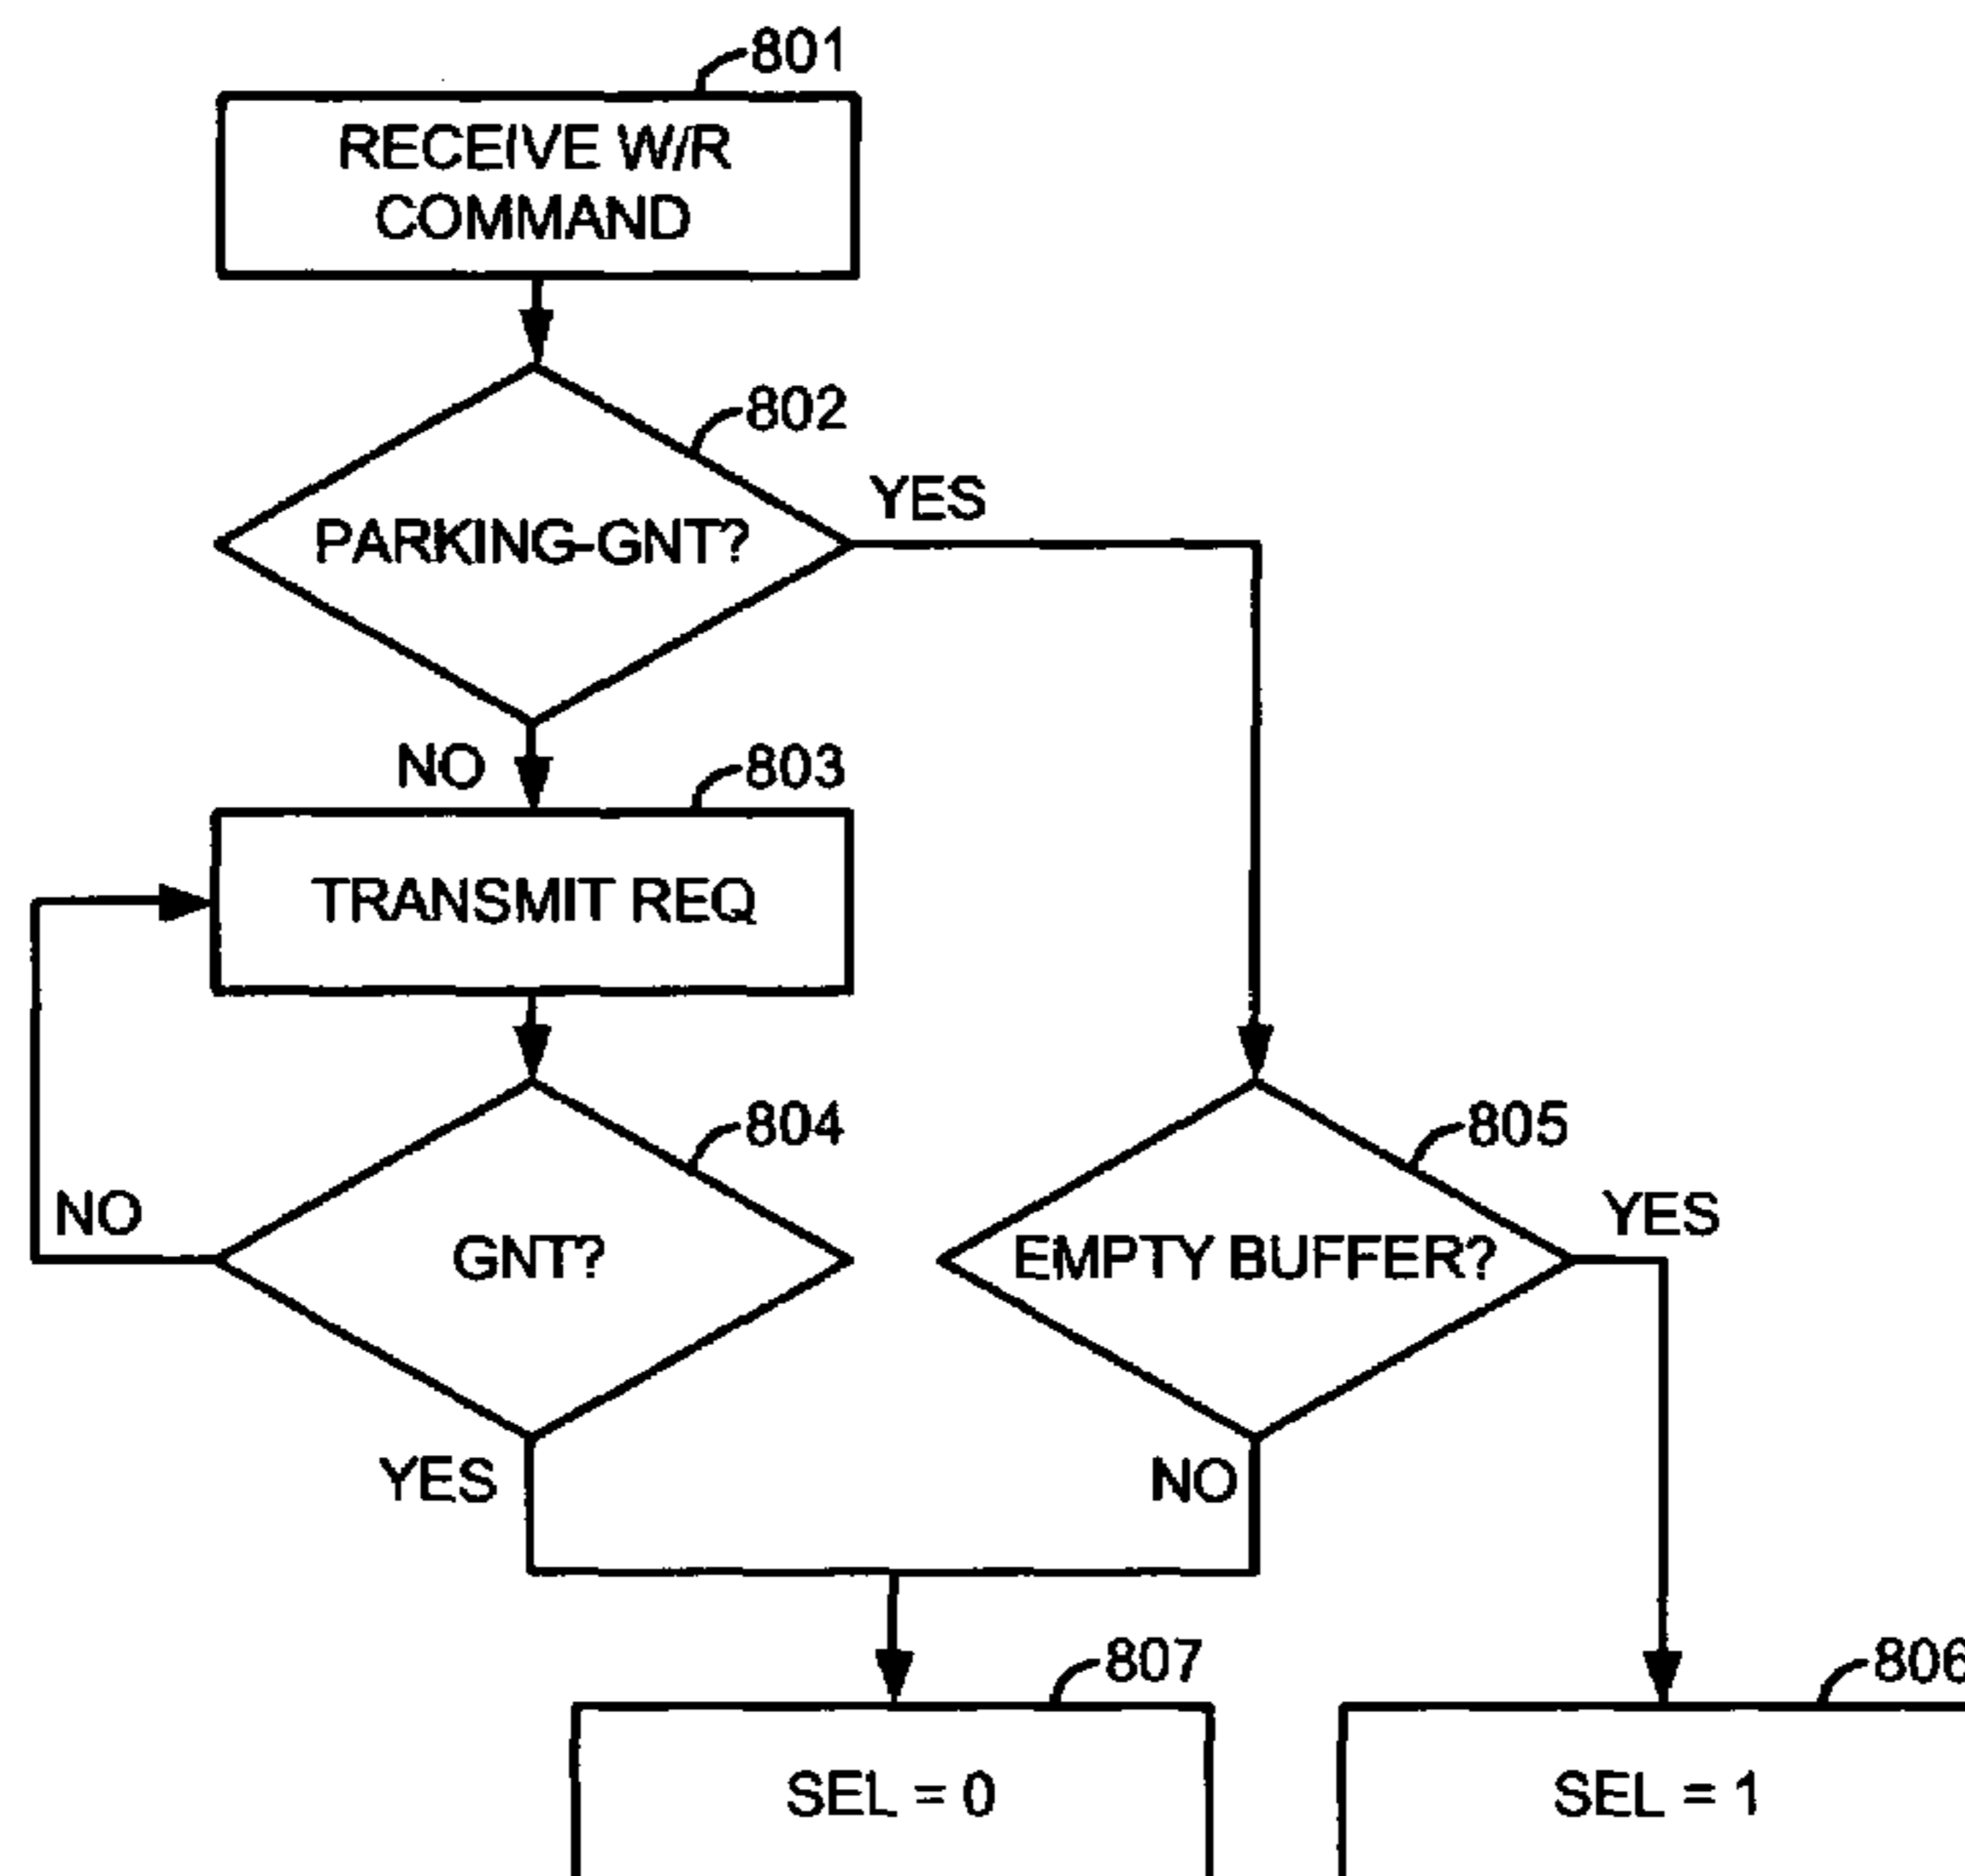 801
RECEIVE W/R
COMMAND
802
PARKING-GNT?
YES
NO
803
TRANSMIT REQ
804
GNT?
NO
YES
805
EMPTY BUFFER?
YES
NO
807
SEL = 0
806
SEL = 1